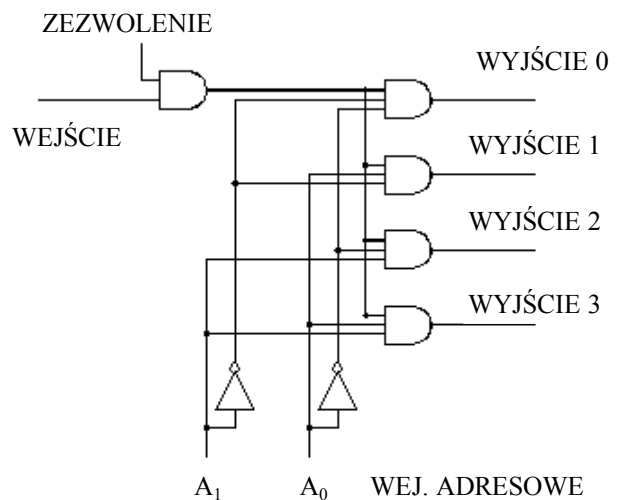 ZEZWOLENIE
WYJŚCIE 0
WEJŚCIE
WYJŚCIE 1
WYJŚCIE 2
WYJŚCIE 3
A₁ A₀ WEJ. ADRESOWE